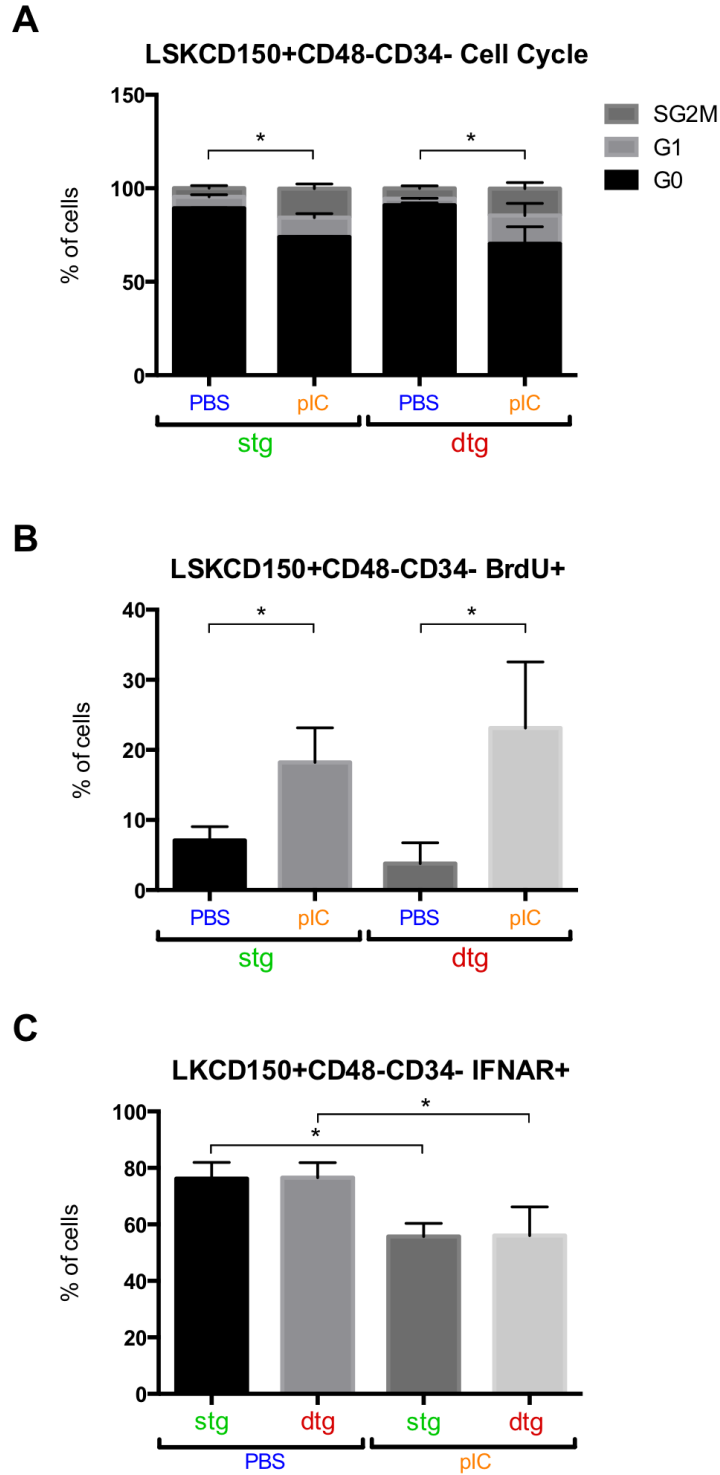 A
LSKCD150+CD48-CD34- Cell Cycle
150
100
50
0
% of cells
* *
SG2M
G1
G0
PBS pIC PBS pIC
stg dtg
B
LSKCD150+CD48-CD34- BrdU+
40
30
20
10
0
% of cells
* *
PBS pIC PBS pIC
stg dtg
C
LKCD150+CD48-CD34- IFNAR+
100
80
60
40
20
0
% of cells
*
*
stg dtg stg dtg
PBS pIC